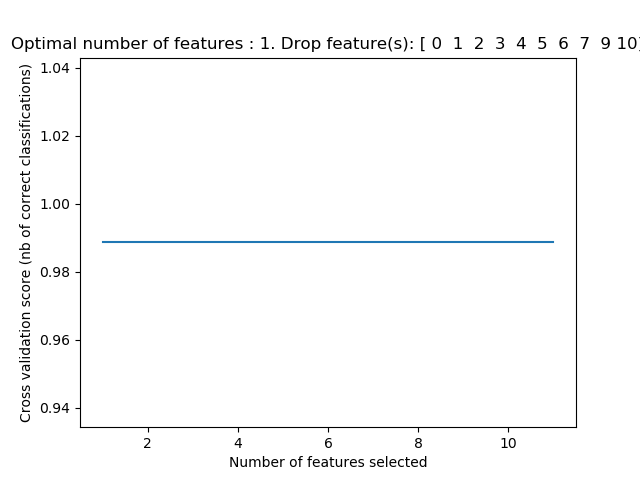 Optimal number of features : 1. Drop feature(s): [ 0 1 2 3 4 5 6 7 9 10]
1.04
1.02
1.00
0.98
0.96
0.94
Cross validation score (nb of correct classifications)
2 4 6 8 10
Number of features selected